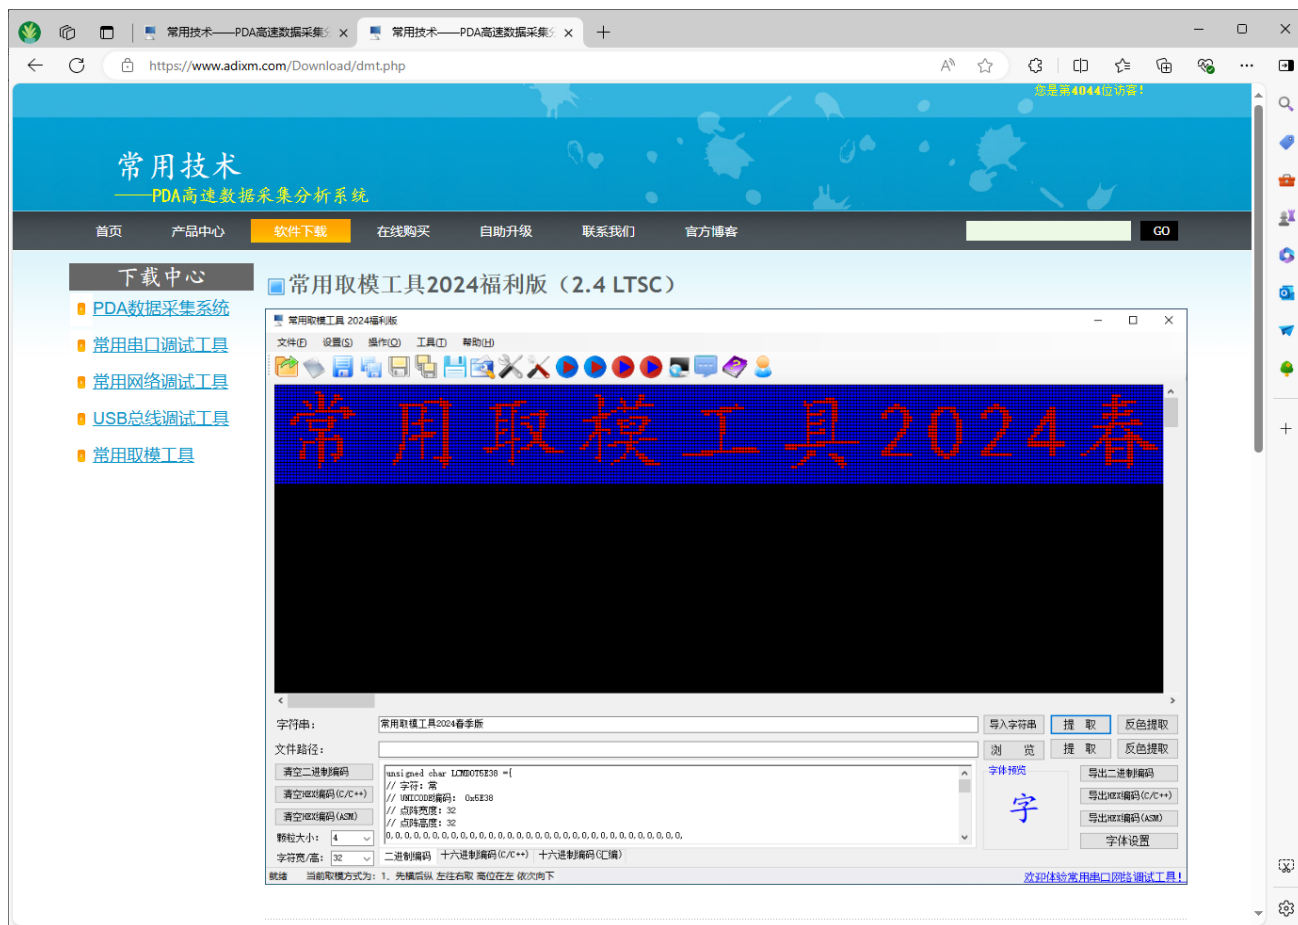 常用技术——PDA高速数据采集
常用技术——PDA高速数据采集
https://www.adixm.com/Download/dmt.php
您是第4044位访客!
常用技术
——PDA高速数据采集分析系统
首页 产品中心 软件下载 在线购买 自助升级 联系我们 官方博客 GO
下载中心
PDA数据采集系统
常用串口调试工具
常用网络调试工具
USB总线调试工具
常用取模工具
常用取模工具2024福利版（2.4 LTSC）
常用取模工具 2024福利版
文件(F) 设置(S) 操作(O) 工具(T) 帮助(H)
常用取模工具2024春
字符串: 常用取模工具2024春季版 导入字符串 提 取 反色提取
文件路径: 浏 览 提 取 反色提取
清空二进制编码
清空HEX编码(C/C++)
清空HEX编码(ASM)
颗粒大小: 4
字符宽/高: 32
unsigned char LCMDOT5E38 ={
// 字符: 常
// UNICODE编码: 0x5E38
// 点阵宽度: 32
// 点阵高度: 32
0,0,0,0,0,0,0,0,0,0,0,0,0,0,0,0,0,0,0,0,0,0,0,0,0,0,0,0,0,0,0,0,
二进制编码 十六进制编码(C/C++) 十六进制编码(汇编)
字体预览
字
导出二进制编码
导出HEX编码(C/C++)
导出HEX编码(ASM)
字体设置
就绪 当前取模方式为: 1、先横后纵 左往右取 高位在左 依次向下 欢迎体验常用串口网络调试工具!